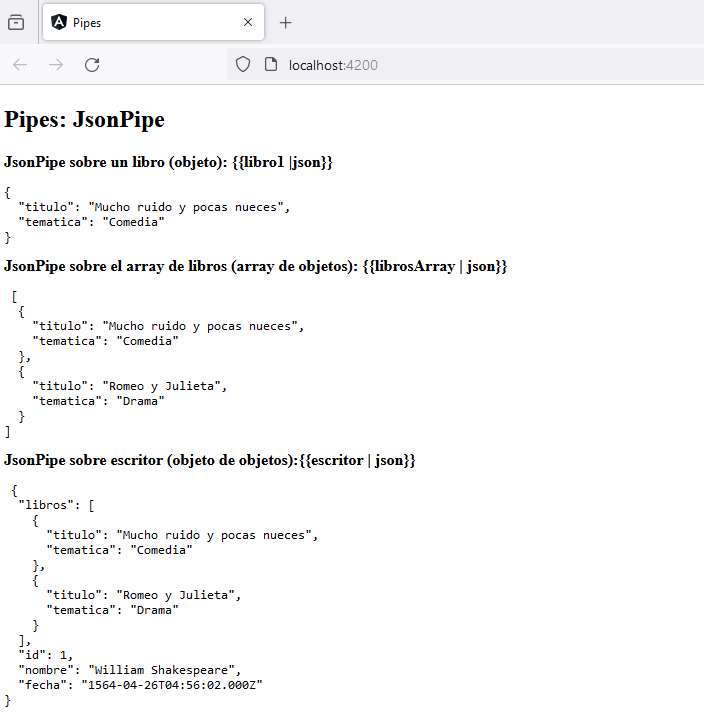 Pipes
localhost:4200
Pipes: JsonPipe
JsonPipe sobre un libro (objeto): {{libro1 |json}}
{
  "titulo": "Mucho ruido y pocas nueces",
  "tematica": "Comedia"
}
JsonPipe sobre el array de libros (array de objetos): {{librosArray | json}}
 [
  {
    "titulo": "Mucho ruido y pocas nueces",
    "tematica": "Comedia"
  },
  {
    "titulo": "Romeo y Julieta",
    "tematica": "Drama"
  }
]
JsonPipe sobre escritor (objeto de objetos):{{escritor | json}}
 {
  "libros": [
    {
      "titulo": "Mucho ruido y pocas nueces",
      "tematica": "Comedia"
    },
    {
      "titulo": "Romeo y Julieta",
      "tematica": "Drama"
    }
  ],
  "id": 1,
  "nombre": "William Shakespeare",
  "fecha": "1564-04-26T04:56:02.000Z"
}